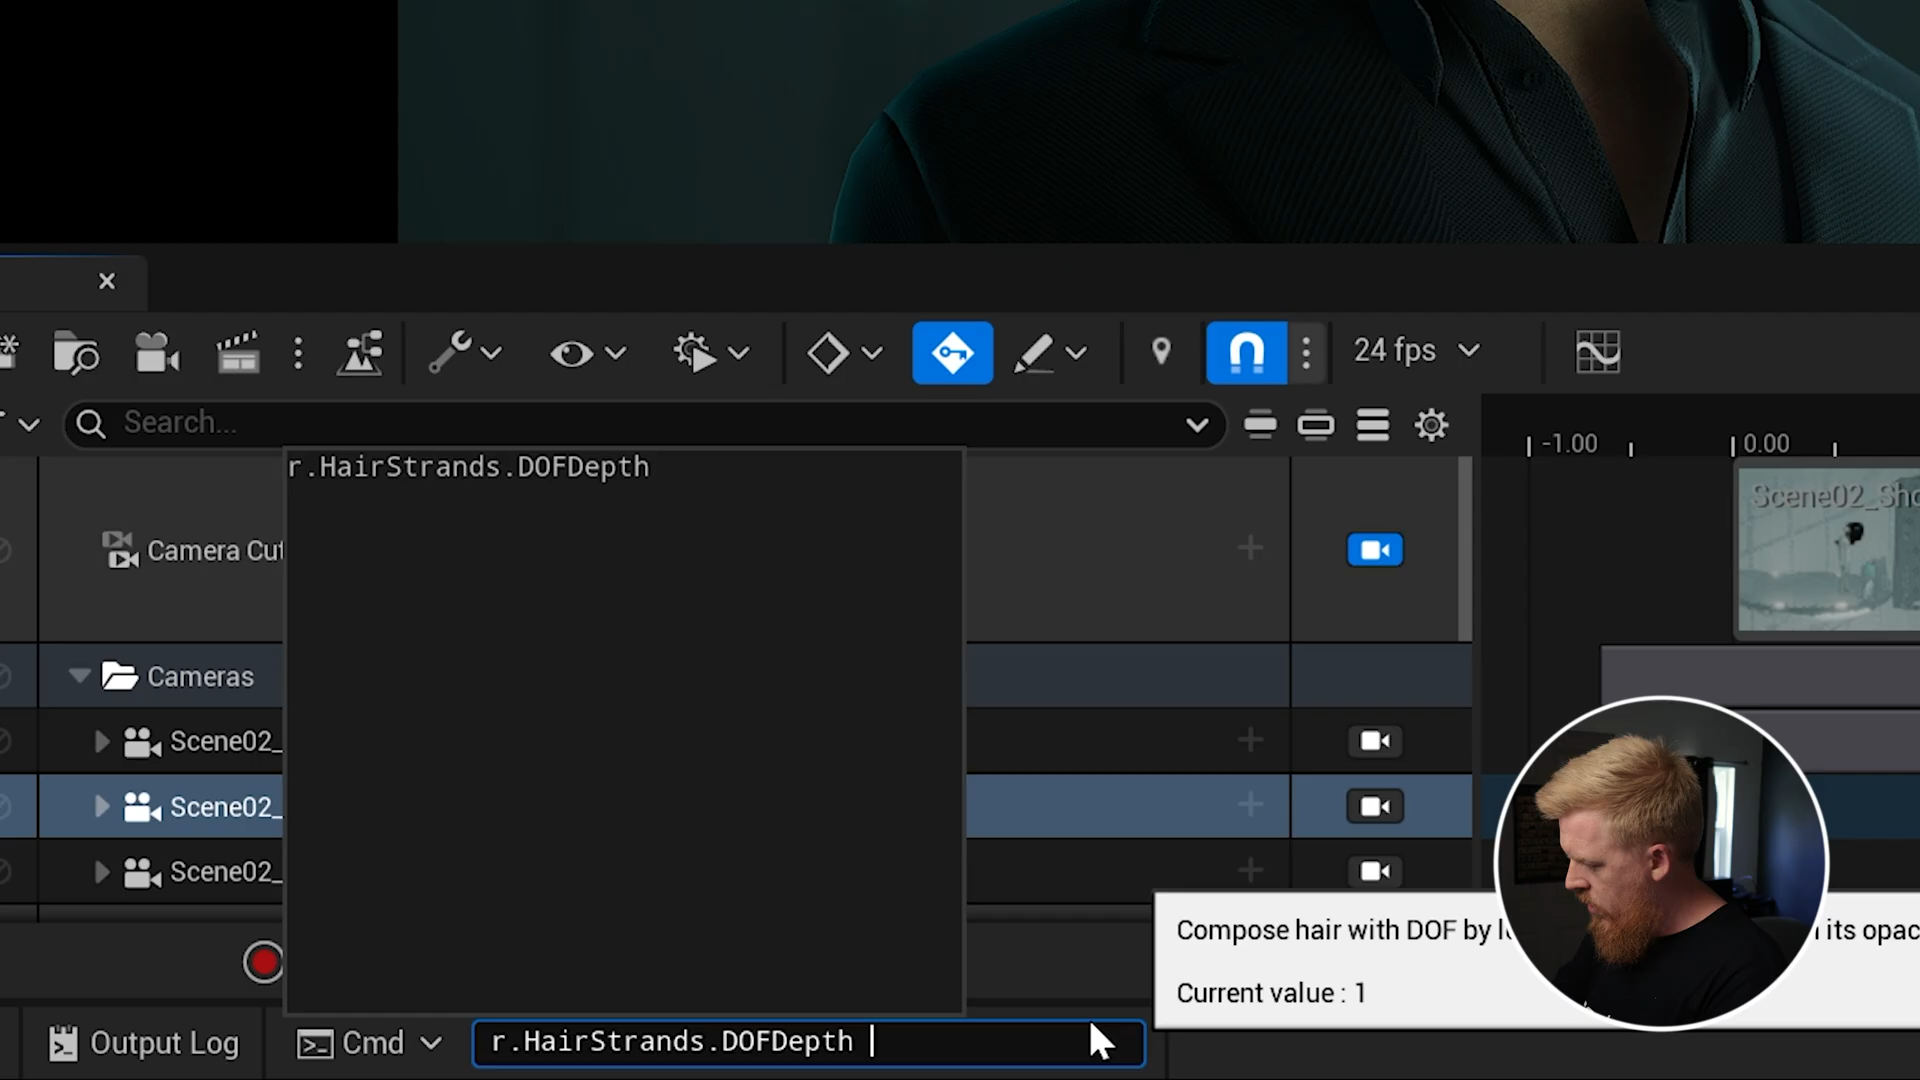 24 fps
Search...
-1.00
0.00
r.HairStrands.DOFDepth
Scene02_Sho
Camera Cut
Cameras
Scene02_
Scene02_
Scene02_
Compose hair with DOF by l
its opac
Current value : 1
Output Log
Cmd
r.HairStrands.DOFDepth